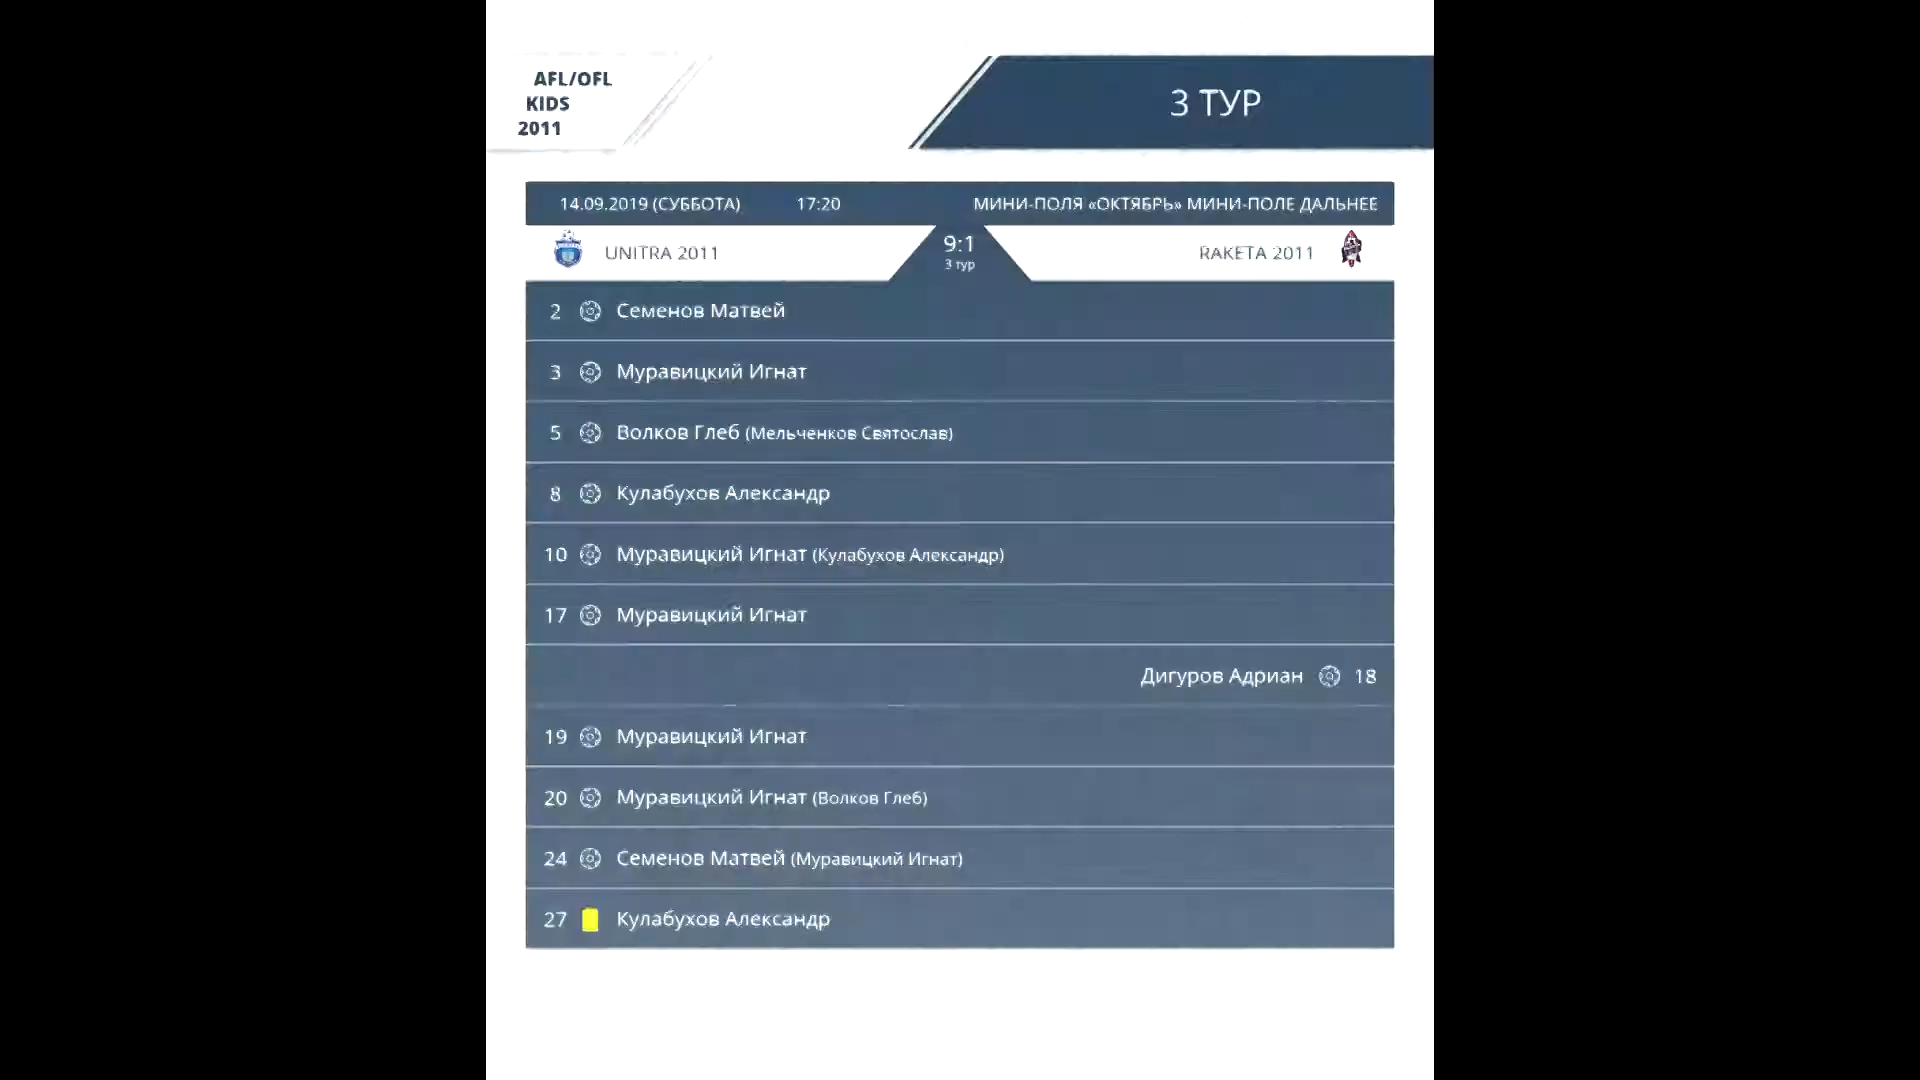 AFL/OFL
KIDS
2011
3 ТУР
14.09.2019 (СУББОТА) 17:20 МИНИ-ПОЛЯ «ОКТЯБРЬ» МИНИ-ПОЛЕ ДАЛЬНЕЕ
UNITRA 2011 9:1 RAKETA 2011
3 тур
2 Семенов Матвей
3 Муравицкий Игнат
5 Волков Глеб (Мельченков Святослав)
8 Кулабухов Александр
10 Муравицкий Игнат (Кулабухов Александр)
17 Муравицкий Игнат
Дигуров Адриан 18
19 Муравицкий Игнат
20 Муравицкий Игнат (Волков Глеб)
24 Семенов Матвей (Муравицкий Игнат)
27 Кулабухов Александр